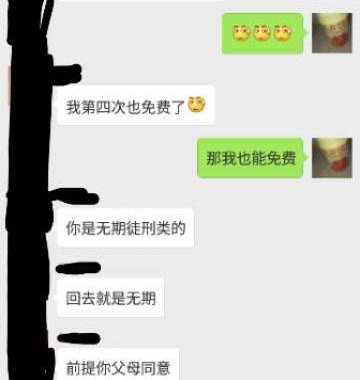 我第四次也免费了
那我也能免费
你是无期徒刑类的
回去就是无期
前提你父母同意